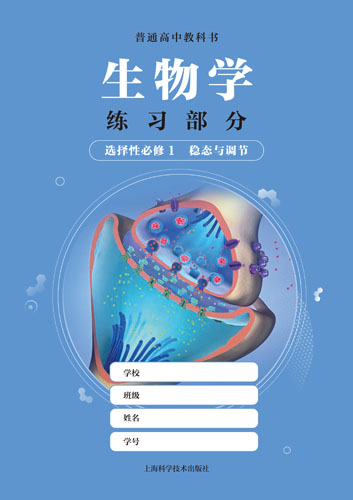 普通高中教科书
生物学
练习部分
选择性必修1 稳态与调节
学校
班级
姓名
学号
上海科学技术出版社